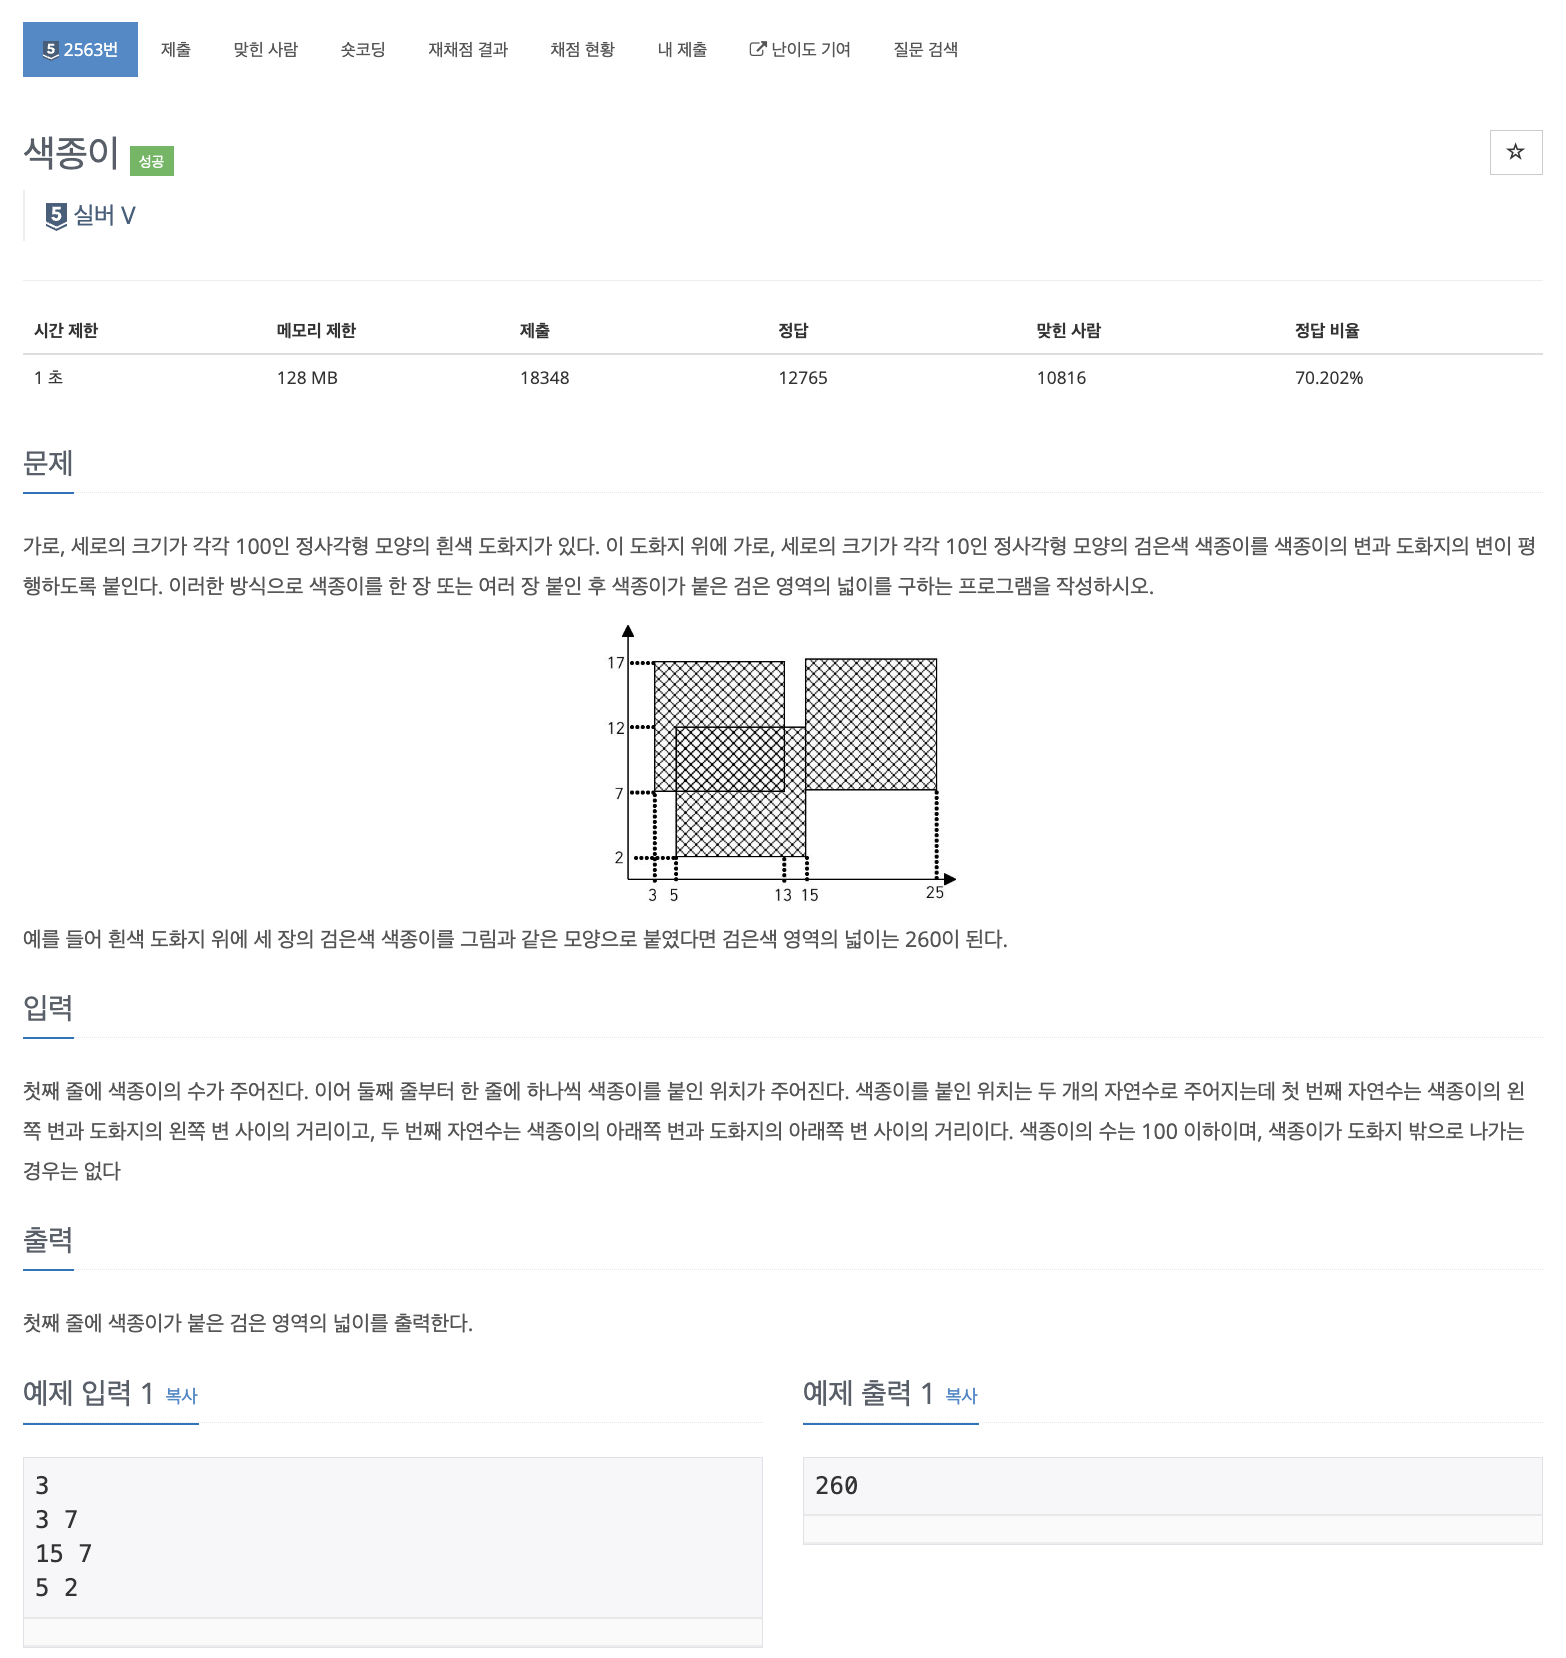 5 2563번 제출 맞힌 사람 숏코딩 재채점 결과 채점 현황 내 제출 난이도 기여 질문 검색
색종이 성공
5 실버 V
시간 제한 메모리 제한 제출 정답 맞힌 사람 정답 비율
1 초 128 MB 18348 12765 10816 70.202%
문제
가로, 세로의 크기가 각각 100인 정사각형 모양의 흰색 도화지가 있다. 이 도화지 위에 가로, 세로의 크기가 각각 10인 정사각형 모양의 검은색 색종이를 색종이의 변과 도화지의 변이 평
행하도록 붙인다. 이러한 방식으로 색종이를 한 장 또는 여러 장 붙인 후 색종이가 붙은 검은 영역의 넓이를 구하는 프로그램을 작성하시오.
17
12
7
2
3 5 13 15 25
예를 들어 흰색 도화지 위에 세 장의 검은색 색종이를 그림과 같은 모양으로 붙였다면 검은색 영역의 넓이는 260이 된다.
입력
첫째 줄에 색종이의 수가 주어진다. 이어 둘째 줄부터 한 줄에 하나씩 색종이를 붙인 위치가 주어진다. 색종이를 붙인 위치는 두 개의 자연수로 주어지는데 첫 번째 자연수는 색종이의 왼
쪽 변과 도화지의 왼쪽 변 사이의 거리이고, 두 번째 자연수는 색종이의 아래쪽 변과 도화지의 아래쪽 변 사이의 거리이다. 색종이의 수는 100 이하이며, 색종이가 도화지 밖으로 나가는
경우는 없다
출력
첫째 줄에 색종이가 붙은 검은 영역의 넓이를 출력한다.
예제 입력 1 복사
3
3 7
15 7
5 2
예제 출력 1 복사
260